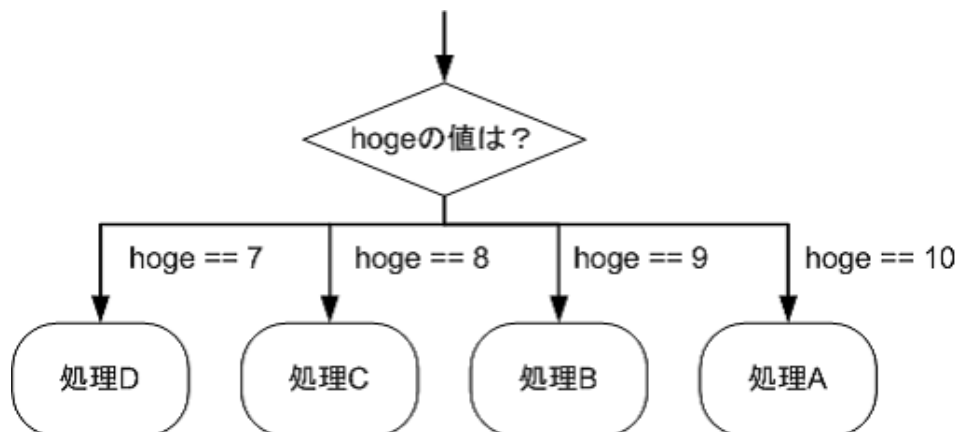 hogeの値は？
hoge == 7
hoge == 8
hoge == 9
hoge == 10
処理D
処理C
処理B
処理A